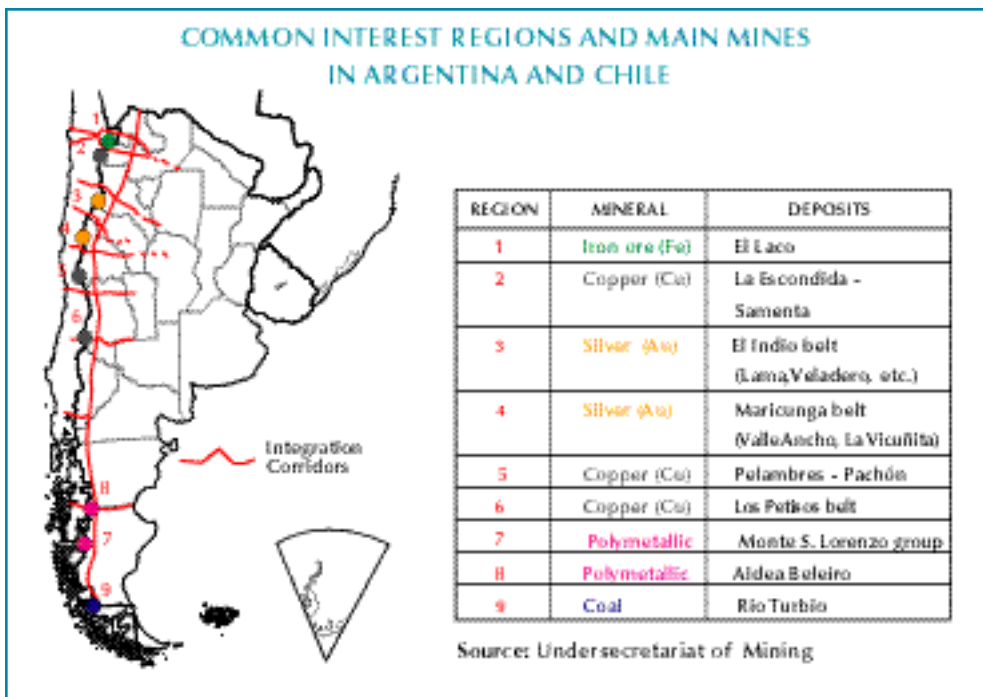 COMMON INTEREST REGIONS AND MAIN MINES
IN ARGENTINA AND CHILE
1
2
3
4
5
6
8
7
9
Integration
Corridors
REGION MINERAL DEPOSITS
1 Iron ore (Fe) El Laco
2 Copper (Cu) La Escondida -
Samenta
3 Silver (Au) El Indio belt
(Lama, Veladero, etc.)
4 Silver (Au) Maricunga belt
(Valle Ancho, La Vicuñita)
5 Copper (Cu) Pelambres - Pachón
6 Copper (Cu) Los Petisos belt
7 Polymetallic Monte S. Lorenzo group
8 Polymetallic Aldea Beleiro
9 Coal Río Turbio
Source: Undersecretariat of Mining